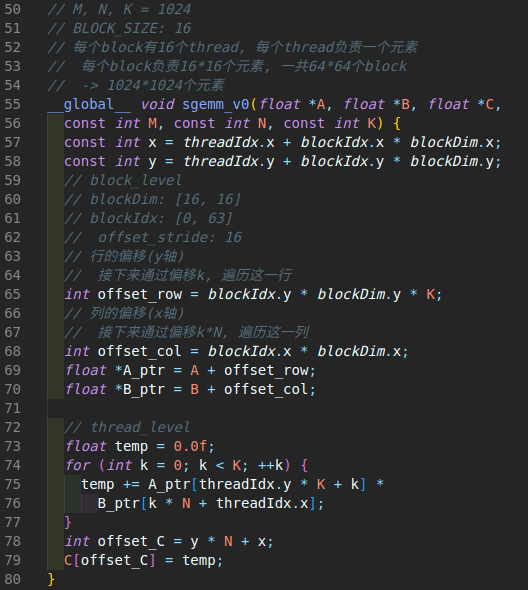 50 // M, N, K = 1024
51 // BLOCK_SIZE: 16
52 // 每个block有16个thread, 每个thread负责一个元素
53 //  每个block负责16*16个元素, 一共64*64个block
54 //  -> 1024*1024个元素
55 __global__ void sgemm_v0(float *A, float *B, float *C,
56   const int M, const int N, const int K) {
57   const int x = threadIdx.x + blockIdx.x * blockDim.x;
58   const int y = threadIdx.y + blockIdx.y * blockDim.y;
59   // block_level
60   // blockDim: [16, 16]
61   // blockIdx: [0, 63]
62   //  offset_stride: 16
63   // 行的偏移(y轴)
64   //  接下来通过偏移k, 遍历这一行
65   int offset_row = blockIdx.y * blockDim.y * K;
66   // 列的偏移(x轴)
67   //  接下来通过偏移k*N, 遍历这一列
68   int offset_col = blockIdx.x * blockDim.x;
69   float *A_ptr = A + offset_row;
70   float *B_ptr = B + offset_col;
71
72   // thread_level
73   float temp = 0.0f;
74   for (int k = 0; k < K; ++k) {
75     temp += A_ptr[threadIdx.y * K + k] *
76       B_ptr[k * N + threadIdx.x];
77   }
78   int offset_C = y * N + x;
79   C[offset_C] = temp;
80 }